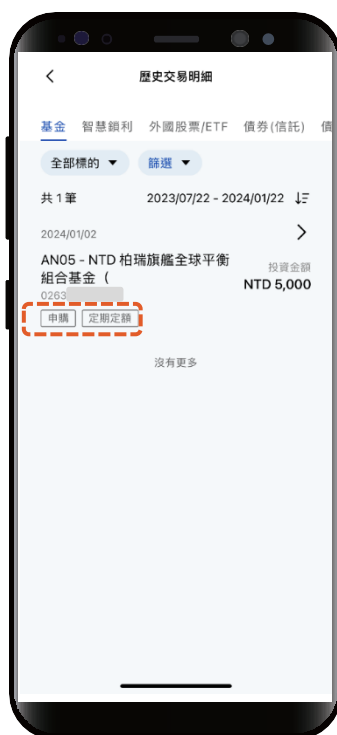 歷史交易明細
基金 智慧鎖利 外國股票/ETF 債券(信託) 債
全部標的 篩選
共1筆 2023/07/22 - 2024/01/22
2024/01/02
AN05 - NTD 柏瑞旗艦全球平衡
組合基金（
投資金額
NTD 5,000
0263
申購 定期定額
沒有更多